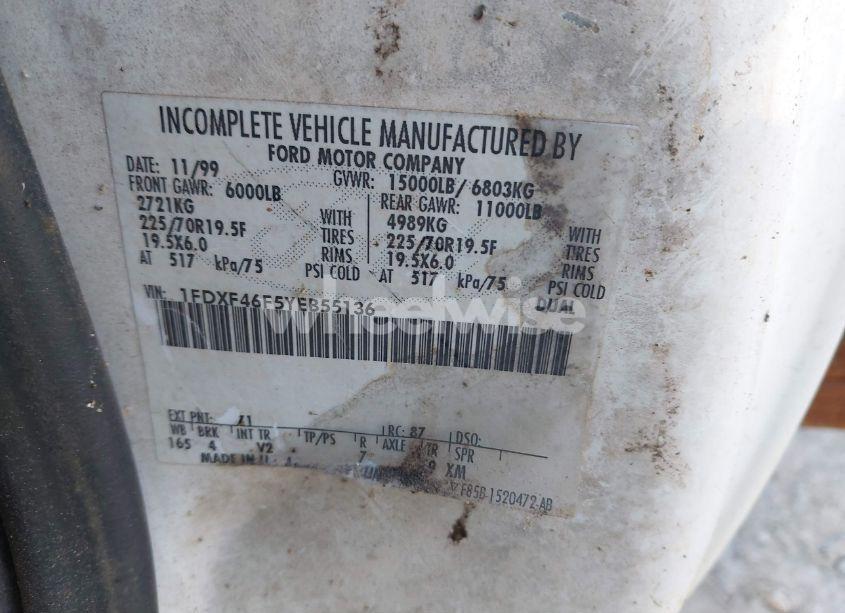 INCOMPLETE VEHICLE MANUFACTURED BY
FORD MOTOR COMPANY
DATE: 11/99 GVWR: 15000LB/ 6803KG
FRONT GAWR: 6000LB REAR GAWR: 11000LB
2721KG WITH 4989KG WITH
225/70R19.5F TIRES 225/70R19.5F TIRES
19.5X6.0 RIMS 19.5X6.0 RIMS
AT 517 kPa/75 PSI COLD AT 517 kPa/75 PSI COLD
DUAL
VIN: 1FDXF46F5YEB55136
wheelwise
EXT PNT: Z1 RC: 87 DSO:
WB BRK INT TR TP/PS R AXLE TR SPR
165 4 V2 7 9 XM
MADE IN U.
F85B-1520472-AB